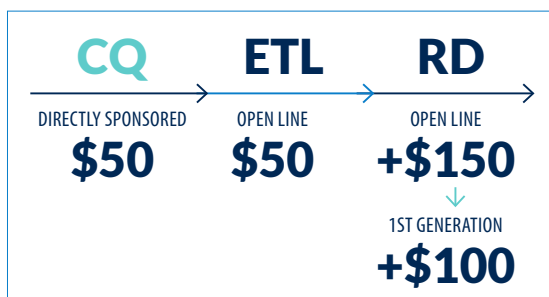 CQ ETL RD
DIRECTLY SPONSORED OPEN LINE OPEN LINE
$50 $50 +$150
1ST GENERATION
+$100